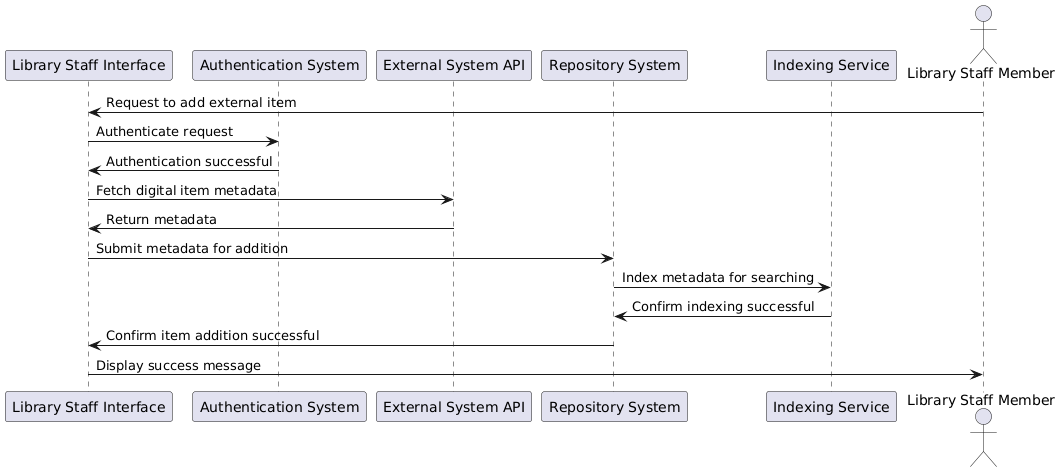 Library Staff Interface
Authentication System
External System API
Repository System
Indexing Service
Library Staff Member
Request to add external item
Authenticate request
Authentication successful
Fetch digital item metadata
Return metadata
Submit metadata for addition
Index metadata for searching
Confirm indexing successful
Confirm item addition successful
Display success message
Library Staff Interface
Authentication System
External System API
Repository System
Indexing Service
Library Staff Member